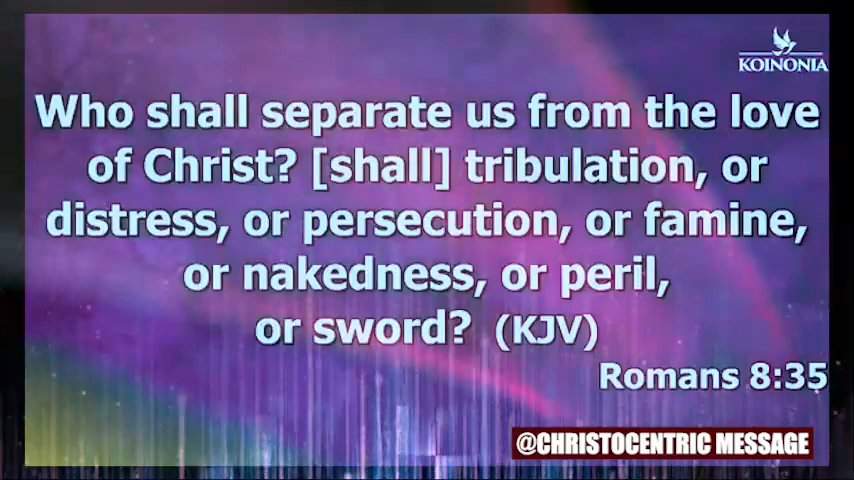 KOINONIA
Who shall separate us from the love
of Christ? [shall] tribulation, or
distress, or persecution, or famine,
or nakedness, or peril,
or sword? (KJV)
Romans 8:35
@CHRISTOCENTRIC MESSAGE